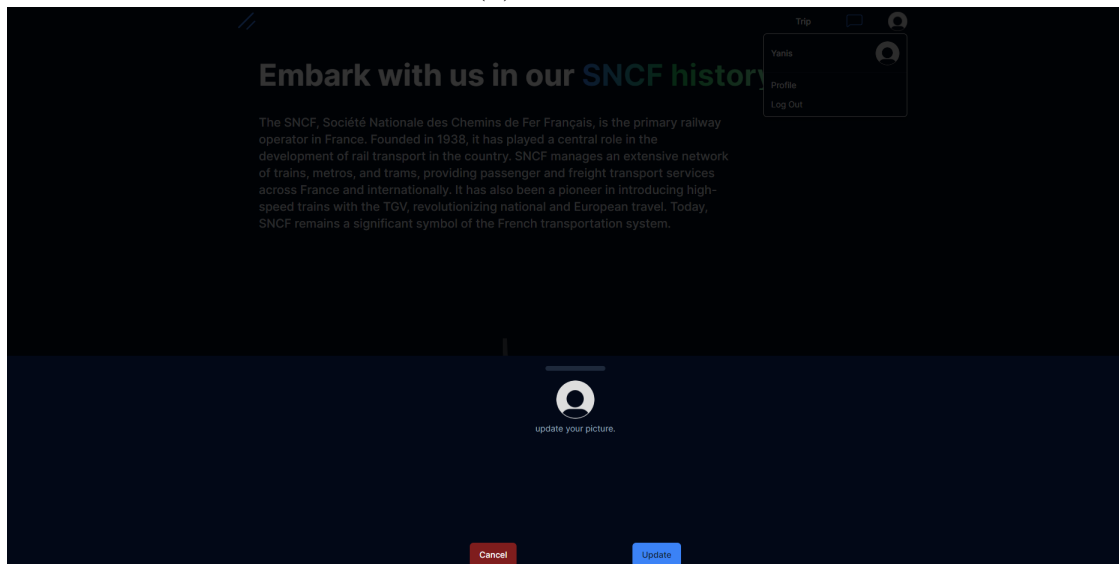 Trip
Yanis
Embark with us in our SNCF history
Profile
Log Out
The SNCF, Société Nationale des Chemins de Fer Français, is the primary railway
operator in France. Founded in 1938, it has played a central role in the
development of rail transport in the country. SNCF manages an extensive network
of trains, metros, and trams, providing passenger and freight transport services
across France and internationally. It has also been a pioneer in introducing high-
speed trains with the TGV, revolutionizing national and European travel. Today,
SNCF remains a significant symbol of the French transportation system.
update your picture.
Cancel
Update